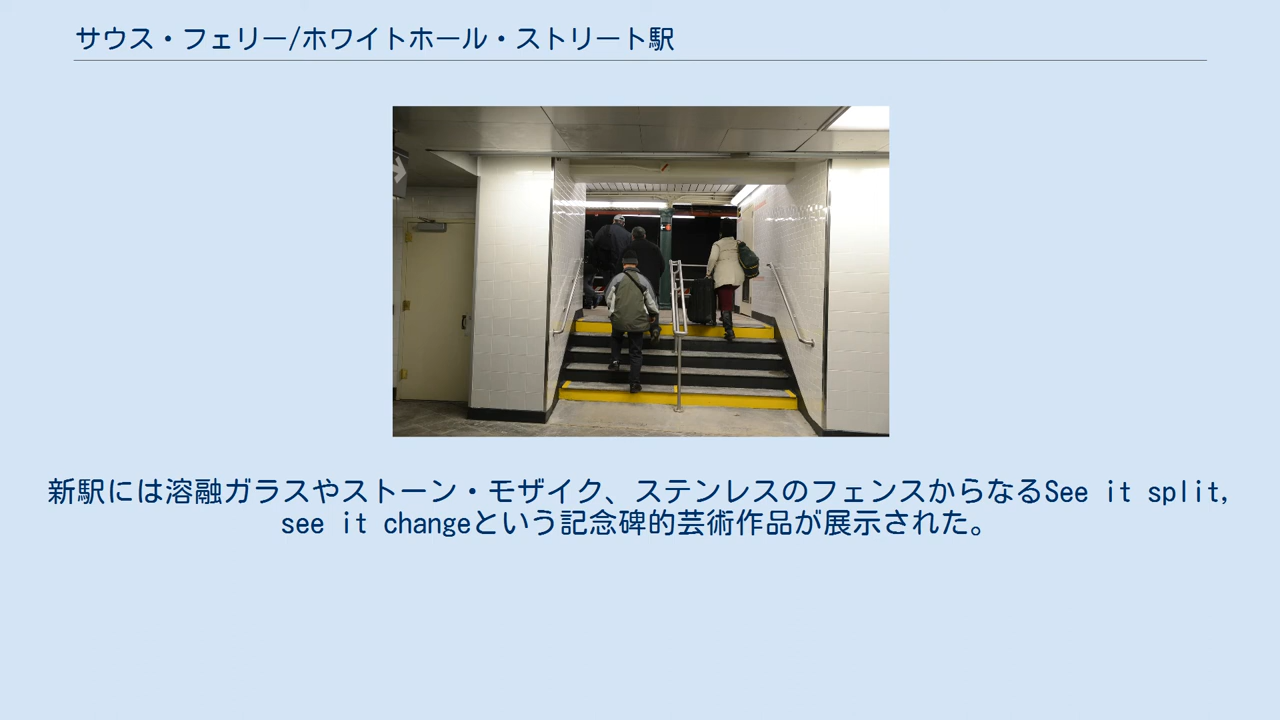 サウス・フェリー/ホワイトホール・ストリート駅
新駅には溶融ガラスやストーン・モザイク、ステンレスのフェンスからなるSee it split,
see it changeという記念碑的芸術作品が展示された。